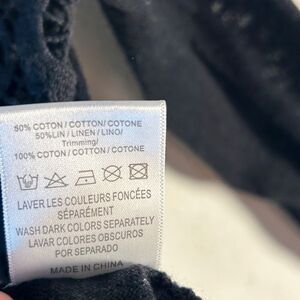 50% COTON / COTTON / COTONE
50%LIN / LINEN / LINO/
Trimming/
100% COTON / COTTON / COTONE
LAVER LES COULEURS FONCÉES
SÉPARÉMENT
WASH DARK COLORS SEPARATELY
LAVAR COLORES OBSCUROS
POR SEPARADO
MADE IN CHINA